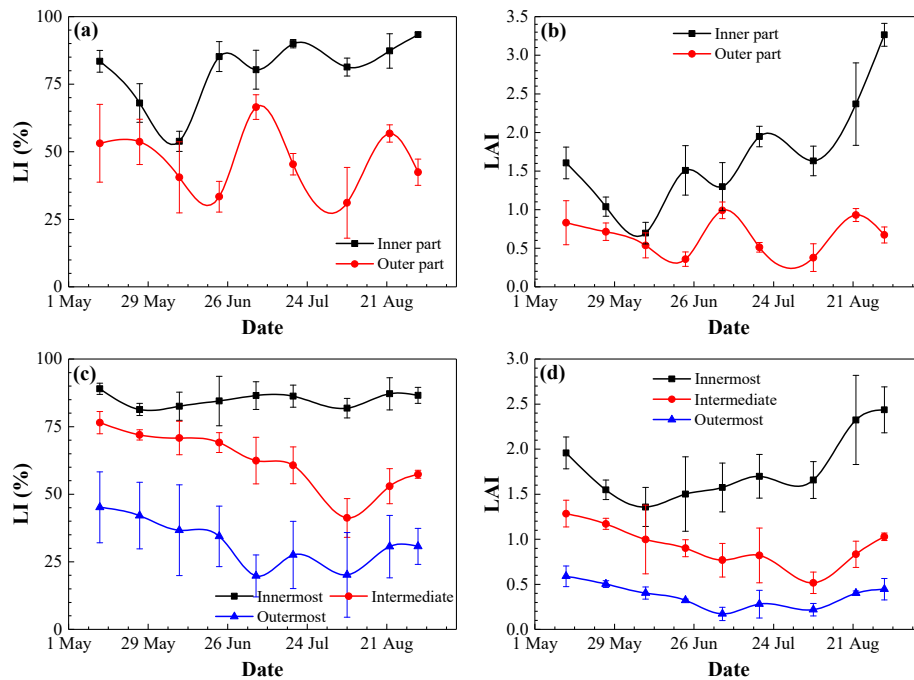 (a)
LI (%)
100
75
50
25
0
Inner part
Outer part
1 May 29 May 26 Jun 24 Jul 21 Aug
Date
(b)
LAI
3.5
3.0
2.5
2.0
1.5
1.0
0.5
0.0
Inner part
Outer part
1 May 29 May 26 Jun 24 Jul 21 Aug
Date
(c)
LI (%)
100
75
50
25
0
Innermost Intermediate
Outermost
1 May 29 May 26 Jun 24 Jul 21 Aug
Date
(d)
LAI
3.0
2.5
2.0
1.5
1.0
0.5
0.0
Innermost
Intermediate
Outermost
1 May 29 May 26 Jun 24 Jul 21 Aug
Date